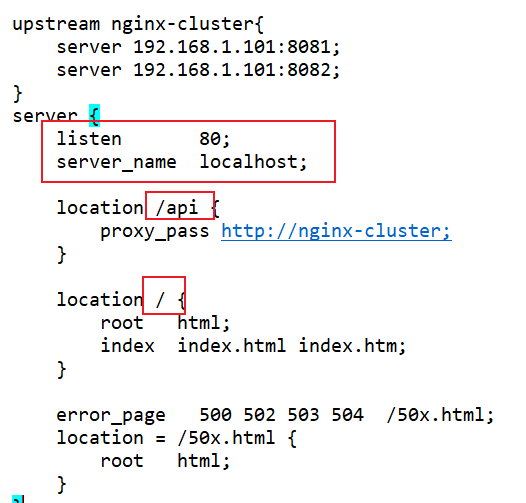 upstream nginx-cluster{
    server 192.168.1.101:8081;
    server 192.168.1.101:8082;
}
server {
    listen       80;
    server_name  localhost;
    location /api {
        proxy_pass http://nginx-cluster;
    }
    location / {
        root   html;
        index  index.html index.htm;
    }
    error_page   500 502 503 504  /50x.html;
    location = /50x.html {
        root   html;
    }
}